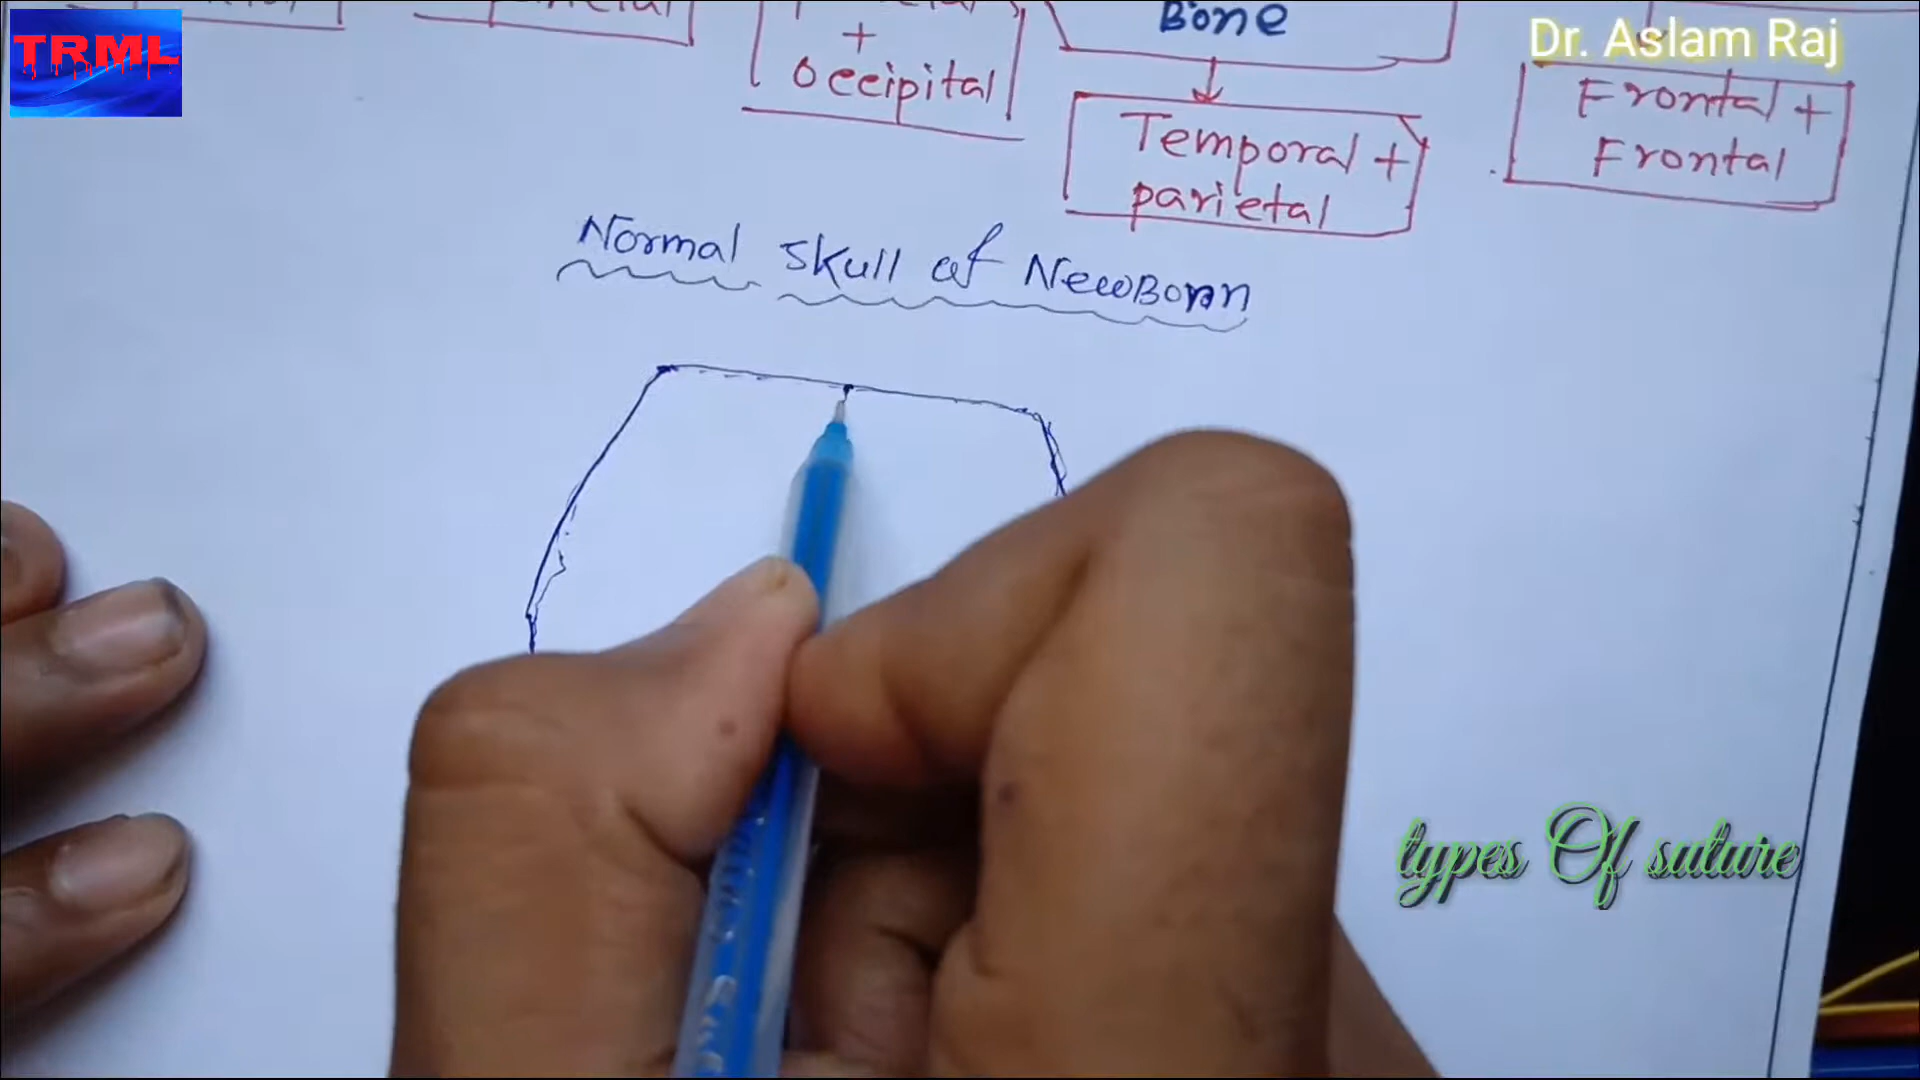 TRML
Dr. Aslam Raj
+
Occipital
Bone
Temporal +
parietal
Frontal +
Frontal
Normal Skull of NewBorn
types Of suture